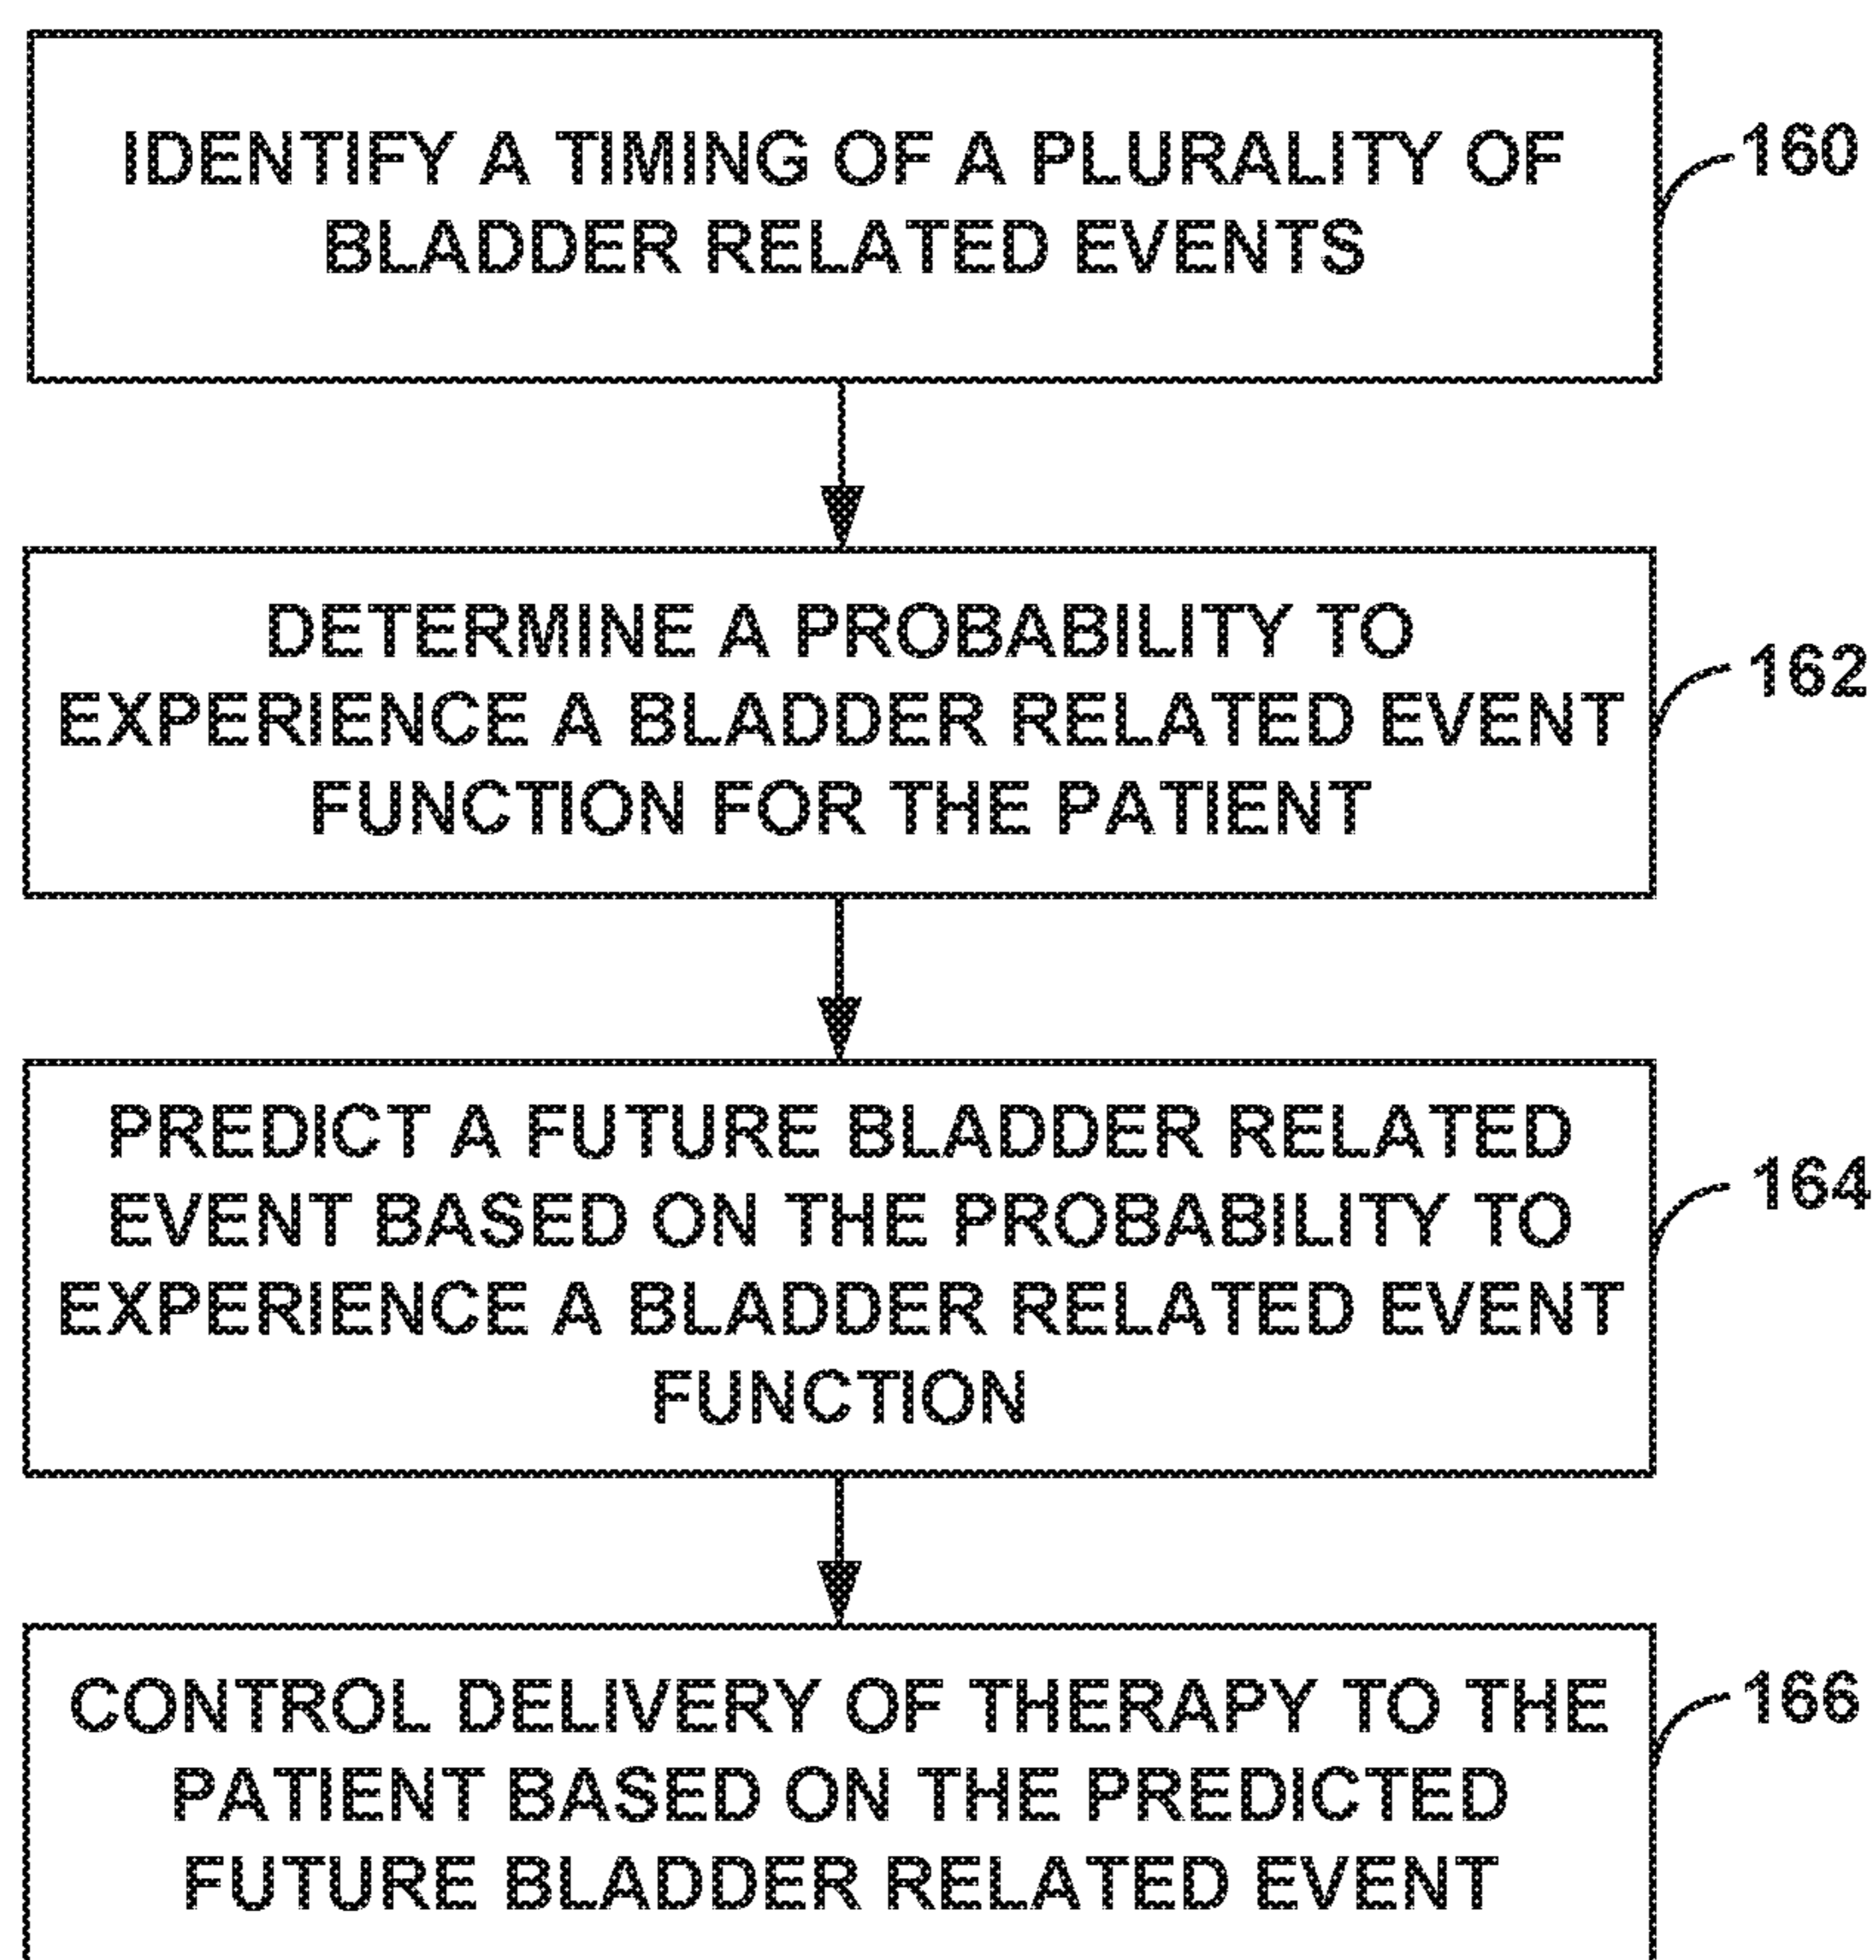 IDENTIFY A TIMING OF A PLURALITY OF
BLADDER RELATED EVENTS
160
DETERMINE A PROBABILITY TO
EXPERIENCE A BLADDER RELATED EVENT
FUNCTION FOR THE PATIENT
162
PREDICT A FUTURE BLADDER RELATED
EVENT BASED ON THE PROBABILITY TO
EXPERIENCE A BLADDER RELATED EVENT
FUNCTION
164
CONTROL DELIVERY OF THERAPY TO THE
PATIENT BASED ON THE PREDICTED
FUTURE BLADDER RELATED EVENT
166